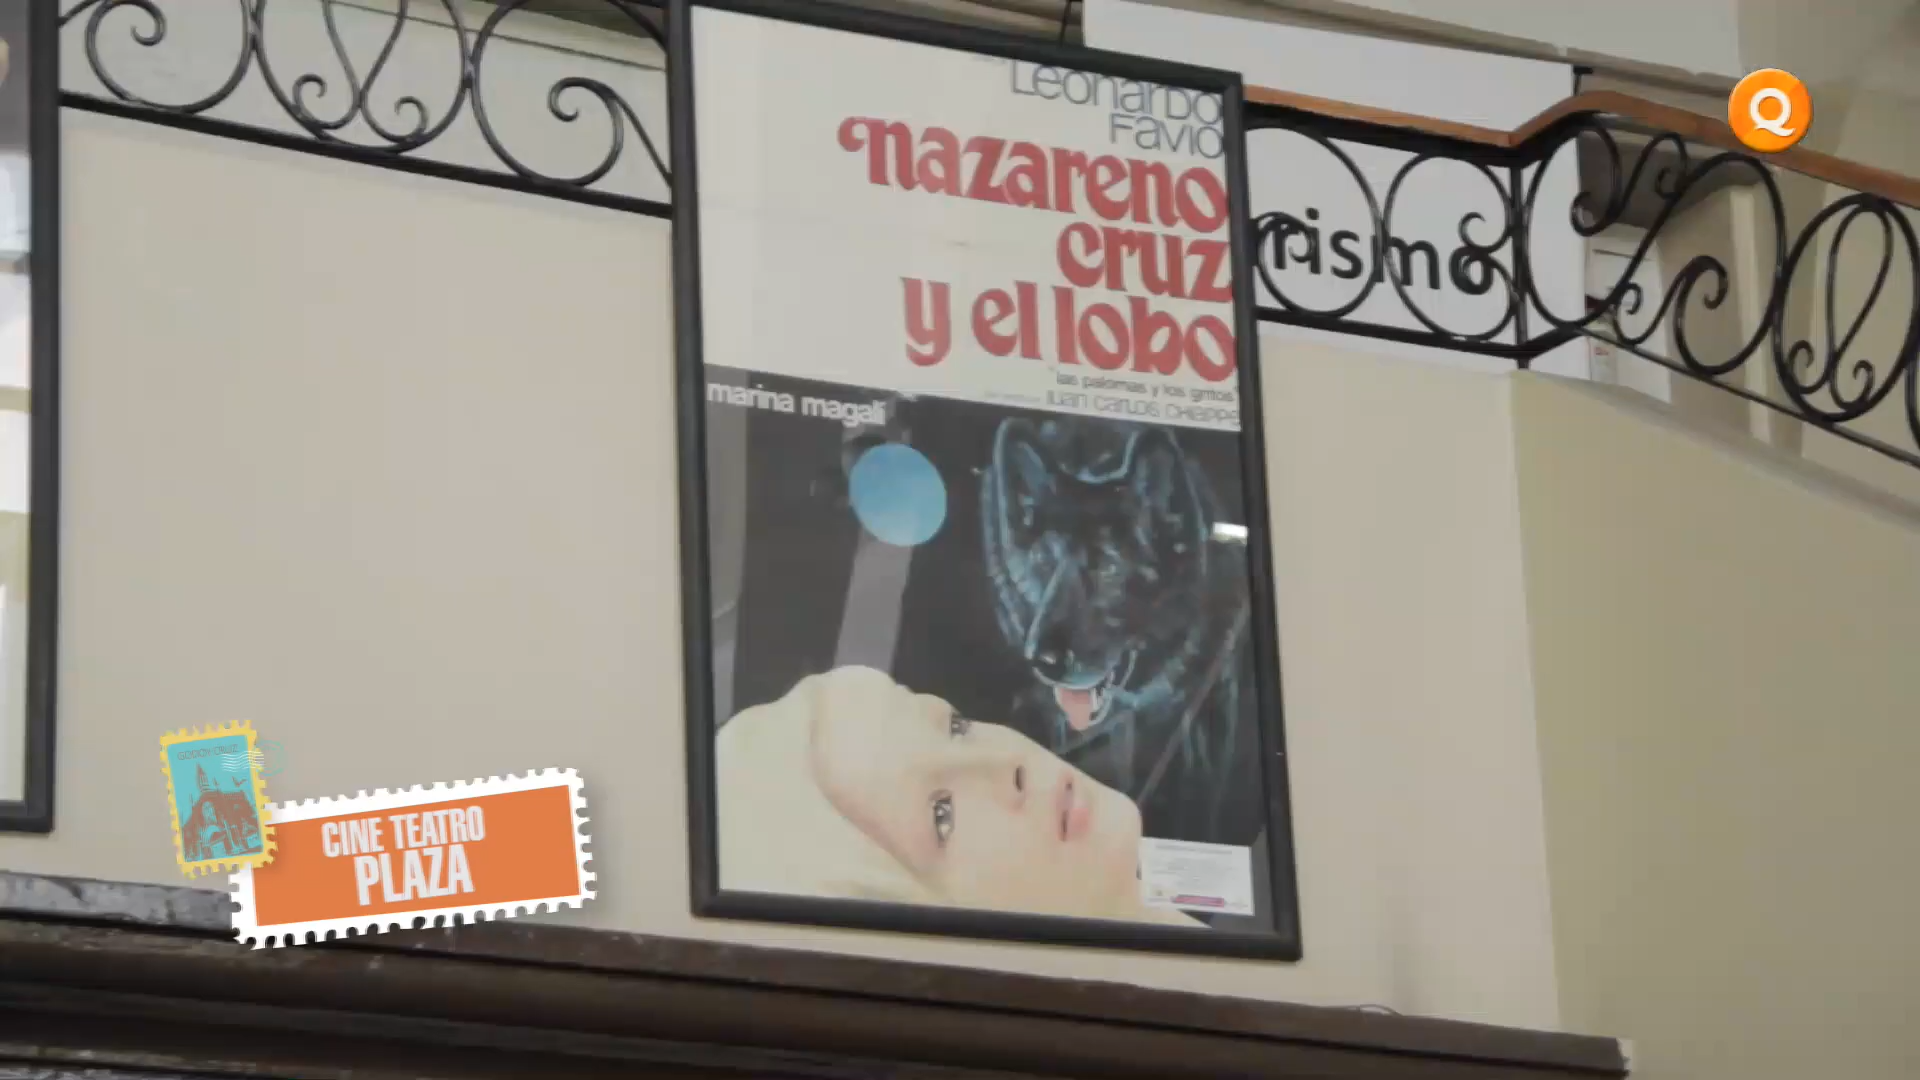 Leonardo
Favio
nazareno
cruz
y el lobo
"las palomas y los gritos"
Juan Carlos Chiappe
marina magali
rismo
Q
CINE TEATRO
PLAZA